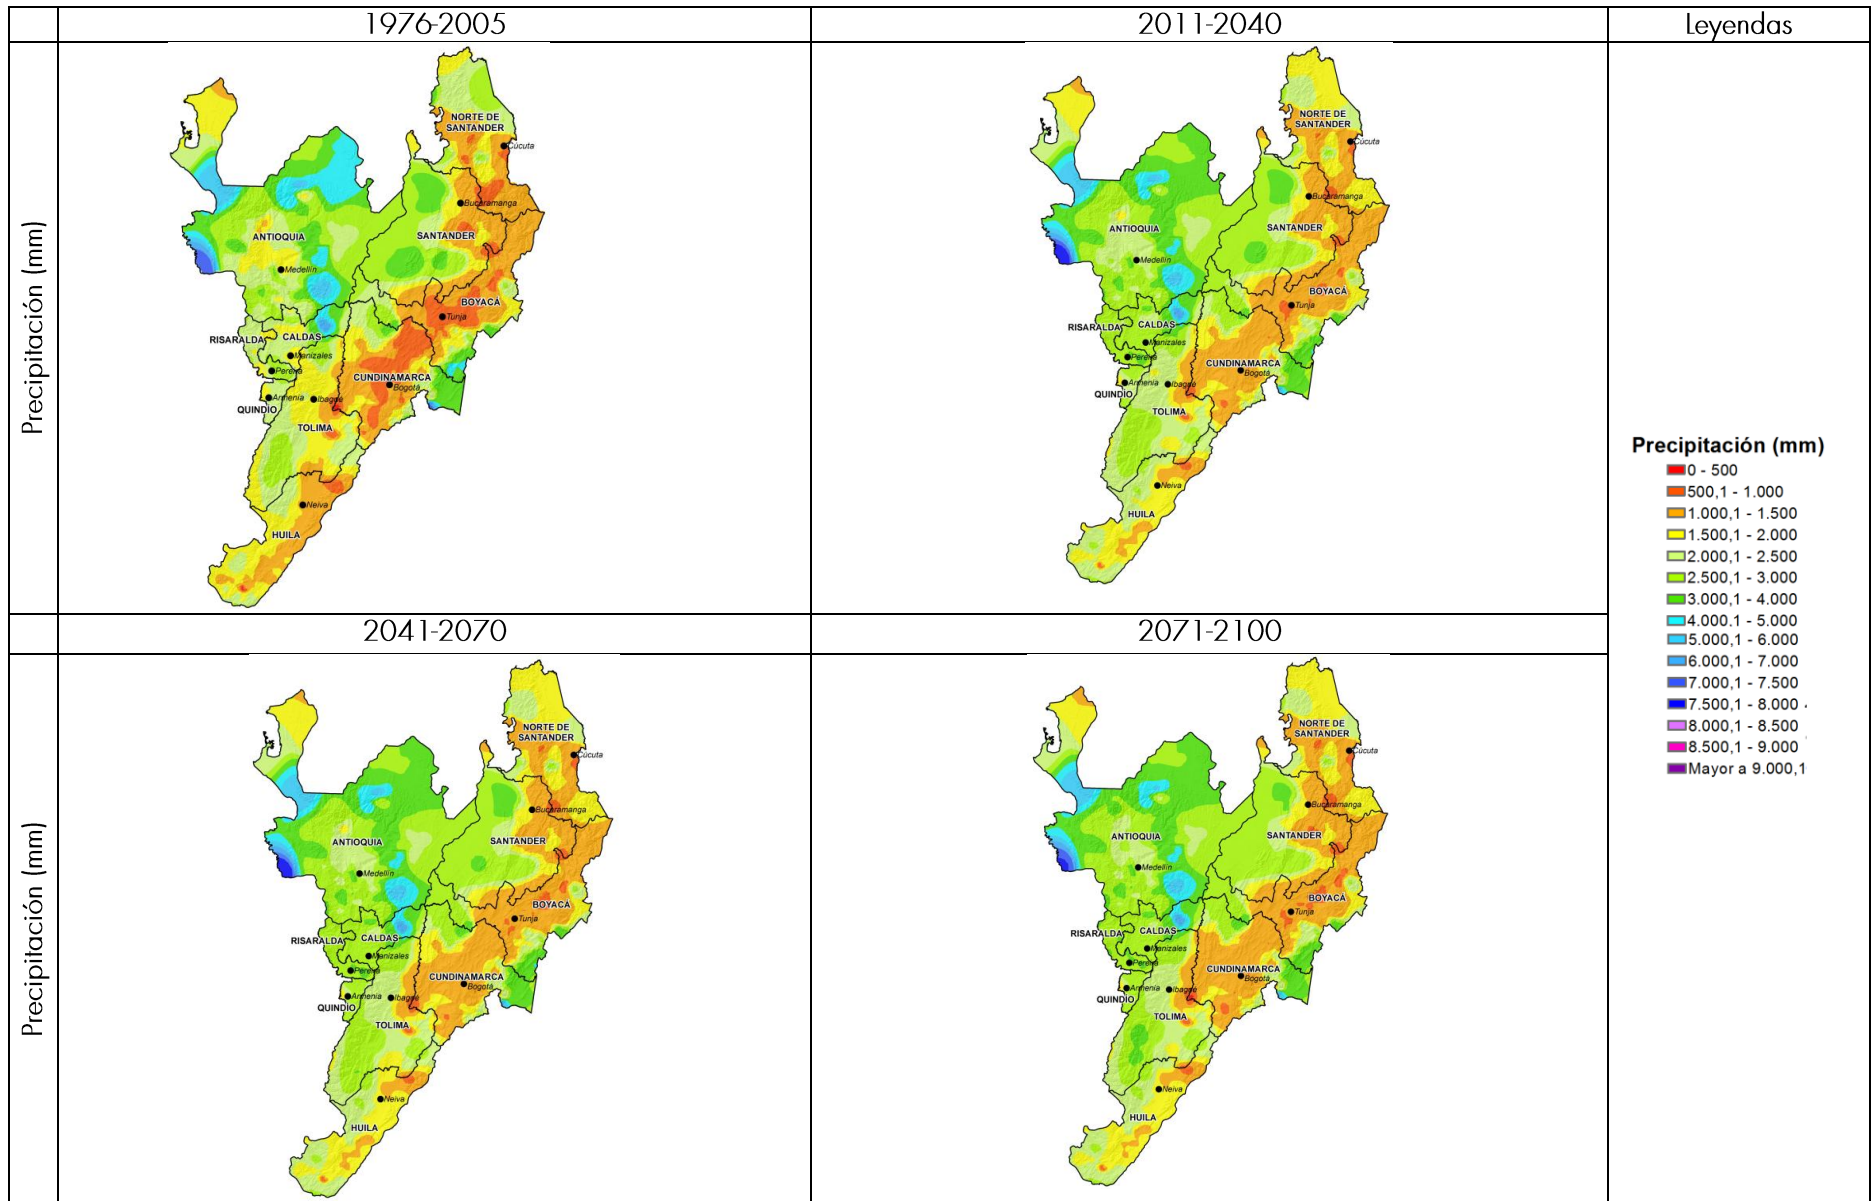 1976-2005
2011-2040
Leyendas
Precipitación (mm)
NORTE DE
SANTANDER
Cúcuta
Bucaramanga
ANTIOQUIA
SANTANDER
Medellín
BOYACÁ
Tunja
RISARALDA
CALDAS
Manizales
Pereira
CUNDINAMARCA
Bogotá
Armenia
Ibagué
QUINDIO
TOLIMA
Neiva
HUILA
NORTE DE
SANTANDER
Cúcuta
Bucaramanga
ANTIOQUIA
SANTANDER
Medellín
BOYACÁ
Tunja
RISARALDA
CALDAS
Manizales
Pereira
CUNDINAMARCA
Bogotá
Armenia
Ibagué
QUINDIO
TOLIMA
Neiva
HUILA
Precipitación (mm)
0 - 500
500,1 - 1.000
1.000,1 - 1.500
1.500,1 - 2.000
2.000,1 - 2.500
2.500,1 - 3.000
3.000,1 - 4.000
4.000,1 - 5.000
5.000,1 - 6.000
6.000,1 - 7.000
7.000,1 - 7.500
7.500,1 - 8.000
8.000,1 - 8.500
8.500,1 - 9.000
Mayor a 9.000,1
2041-2070
2071-2100
Precipitación (mm)
NORTE DE
SANTANDER
Cúcuta
Bucaramanga
ANTIOQUIA
SANTANDER
Medellín
BOYACÁ
Tunja
RISARALDA
CALDAS
Manizales
Pereira
CUNDINAMARCA
Bogotá
Armenia
Ibagué
QUINDIO
TOLIMA
Neiva
HUILA
NORTE DE
SANTANDER
Cúcuta
Bucaramanga
ANTIOQUIA
SANTANDER
Medellín
BOYACÁ
Tunja
RISARALDA
CALDAS
Manizales
Pereira
CUNDINAMARCA
Bogotá
Armenia
Ibagué
QUINDIO
TOLIMA
Neiva
HUILA